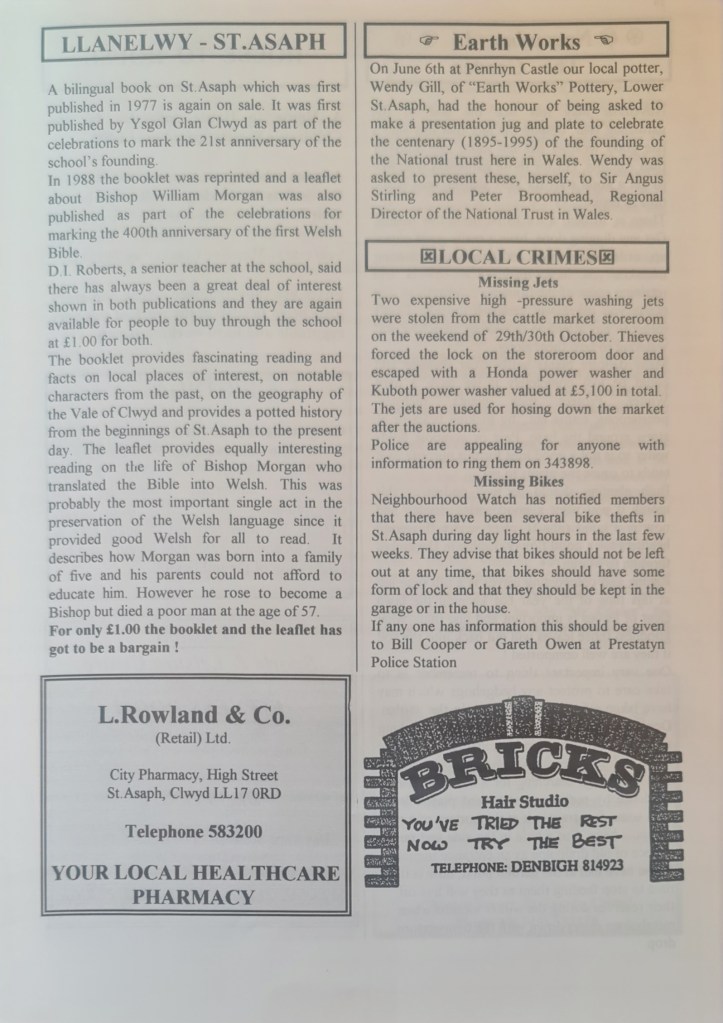 LLANELWY - ST.ASAPH
A bilingual book on St.Asaph which was first
published in 1977 is again on sale. It was first
published by Ysgol Glan Clwyd as part of the
celebrations to mark the 21st anniversary of the
school's founding.
In 1988 the booklet was reprinted and a leaflet
about Bishop William Morgan was also
published as part of the celebrations for
marking the 400th anniversary of the first Welsh
Bible.
D.I. Roberts, a senior teacher at the school, said
there has always been a great deal of interest
shown in both publications and they are again
available for people to buy through the school
at £1.00 for both.
The booklet provides fascinating reading and
facts on local places of interest, on notable
characters from the past, on the geography of
the Vale of Clwyd and provides a potted history
from the beginnings of St.Asaph to the present
day. The leaflet provides equally interesting
reading on the life of Bishop Morgan who
translated the Bible into Welsh. This was
probably the most important single act in the
preservation of the Welsh language since it
provided good Welsh for all to read. It
describes how Morgan was born into a family
of five and his parents could not afford to
educate him. However he rose to become a
Bishop but died a poor man at the age of 57.
For only £1.00 the booklet and the leaflet has
got to be a bargain !
L.Rowland & Co.
(Retail) Ltd.
City Pharmacy, High Street
St.Asaph, Clwyd LL17 0RD
Telephone 583200
YOUR LOCAL HEALTHCARE
PHARMACY
Earth Works
On June 6th at Penrhyn Castle our local potter,
Wendy Gill, of "Earth Works" Pottery, Lower
St.Asaph, had the honour of being asked to
make a presentation jug and plate to celebrate
the centenary (1895-1995) of the founding of
the National trust here in Wales. Wendy was
asked to present these, herself, to Sir Angus
Stirling and Peter Broomhead, Regional
Director of the National Trust in Wales.
LOCAL CRIMES
Missing Jets
Two expensive high -pressure washing jets
were stolen from the cattle market storeroom
on the weekend of 29th/30th October. Thieves
forced the lock on the storeroom door and
escaped with a Honda power washer and
Kuboth power washer valued at £5,100 in total.
The jets are used for hosing down the market
after the auctions.
Police are appealing for anyone with
information to ring them on 343898.
Missing Bikes
Neighbourhood Watch has notified members
that there have been several bike thefts in
St.Asaph during day light hours in the last few
weeks. They advise that bikes should not be left
out at any time, that bikes should have some
form of lock and that they should be kept in the
garage or in the house.
If any one has information this should be given
to Bill Cooper or Gareth Owen at Prestatyn
Police Station
BRICKS
Hair Studio
YOU'VE TRIED THE REST
NOW TRY THE BEST
TELEPHONE: DENBIGH 814923